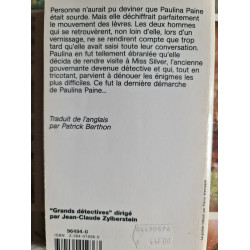 Personne n'aurait pu deviner que Paulina Paine
était sourde. Mais elle déchiffrait parfaitement
le mouvement des lèvres. Les deux hommes
qui se retrouvèrent, non loin d'elle, lors d'un
vernissage, ne se rendirent compte que trop
tard qu'elle avait saisi toute leur conversation.
Paulina en fut tellement ébranlée qu'elle
décida de rendre visite à Miss Silver, l'ancienne
gouvernante devenue détective et qui, tout en
tricotant, parvient à dénouer les énigmes les
plus difficiles. Ce fut la dernière démarche
de Paulina Paine...
Traduit de l'anglais
par Patrick Berthon
"Grands détectives" dirigé
par Jean-Claude Zylberstein